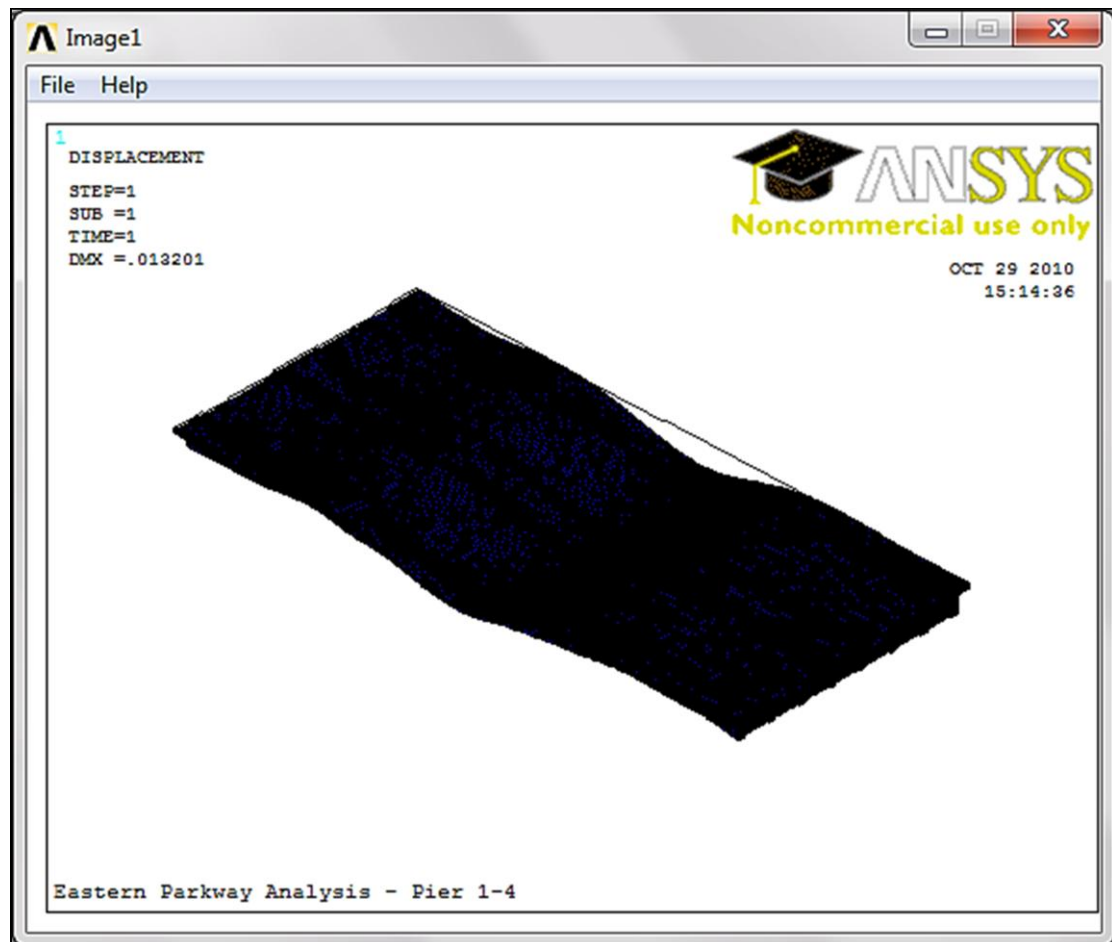 Image1
File Help
1
DISPLACEMENT
STEP=1
SUB =1
TIME=1
DMX =.013201
ANSYS
Noncommercial use only
OCT 29 2010
15:14:36
Eastern Parkway Analysis - Pier 1-4